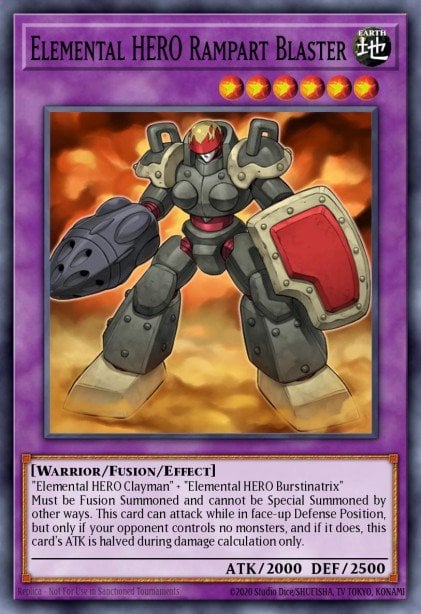 ELEMENTAL HERO RAMPART BLASTER
EARTH
地
[WARRIOR/FUSION/EFFECT]
"Elemental HERO Clayman" + "Elemental HERO Burstinatrix"
Must be Fusion Summoned and cannot be Special Summoned by
other ways. This card can attack while in face-up Defense Position,
but only if your opponent controls no monsters, and if it does, this
card's ATK is halved during damage calculation only.
ATK/2000 DEF/2500
Replica - Not For Use in Sanctioned Tournaments
©2020 Studio Dice/SHUEISHA, TV TOKYO, KONAMI